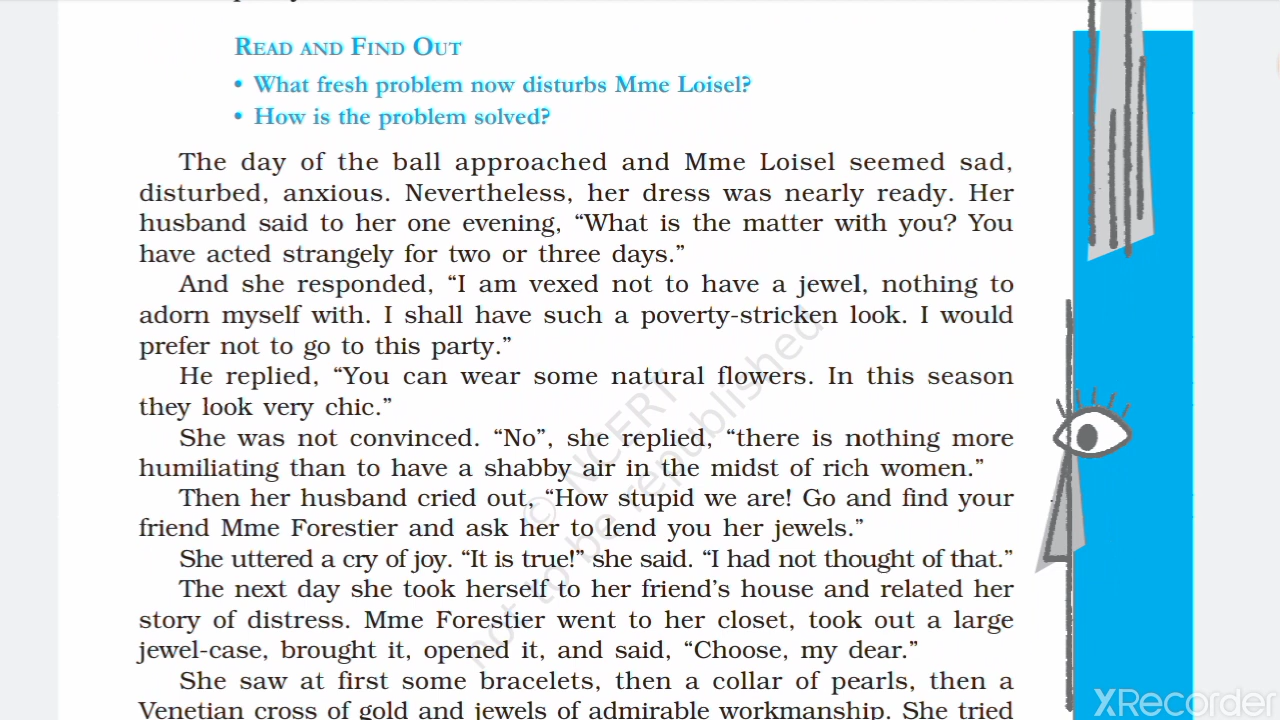 READ AND FIND OUT
• What fresh problem now disturbs Mme Loisel?
• How is the problem solved?
The day of the ball approached and Mme Loisel seemed sad,
disturbed, anxious. Nevertheless, her dress was nearly ready. Her
husband said to her one evening, “What is the matter with you? You
have acted strangely for two or three days.”
And she responded, “I am vexed not to have a jewel, nothing to
adorn myself with. I shall have such a poverty-stricken look. I would
prefer not to go to this party.”
He replied, “You can wear some natural flowers. In this season
they look very chic.”
She was not convinced. “No”, she replied, “there is nothing more
humiliating than to have a shabby air in the midst of rich women.”
Then her husband cried out, “How stupid we are! Go and find your
friend Mme Forestier and ask her to lend you her jewels.”
She uttered a cry of joy. “It is true!” she said. “I had not thought of that.”
The next day she took herself to her friend’s house and related her
story of distress. Mme Forestier went to her closet, took out a large
jewel-case, brought it, opened it, and said, “Choose, my dear.”
She saw at first some bracelets, then a collar of pearls, then a
Venetian cross of gold and jewels of admirable workmanship. She tried
© NCERT
not to be republished
XRecorder